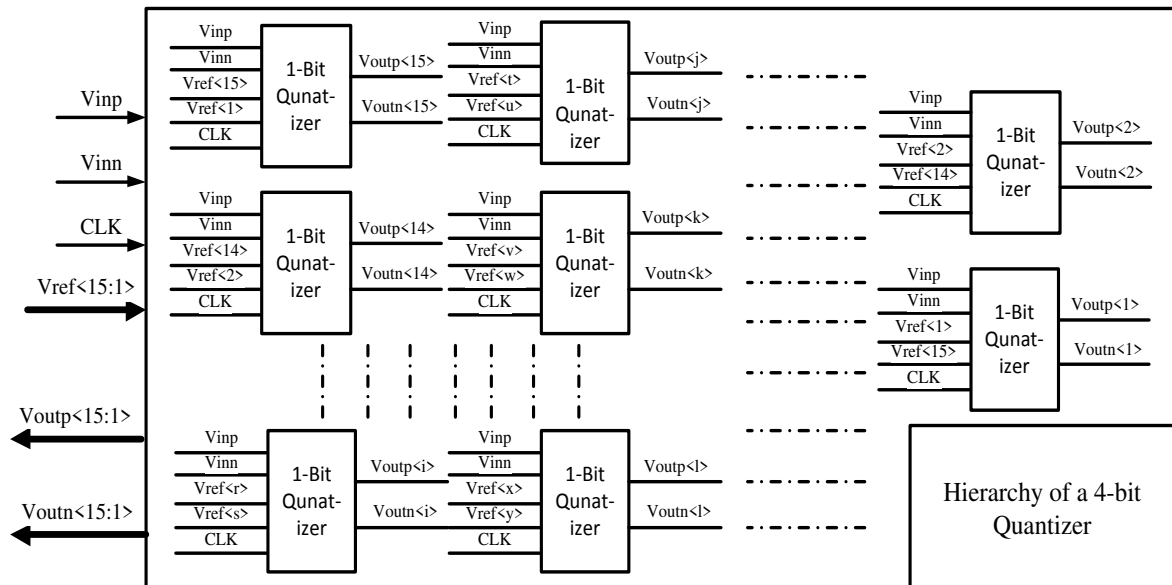 Vinp
Vinn
CLK
Vref<15:1>
Voutp<15:1>
Voutn<15:1>
Vinp
Vinn
Vref<15>
Vref<1>
CLK
1-Bit
Qunat-
izer
Voutp<15>
Voutn<15>
Vinp
Vinn
Vref<t>
Vref<u>
CLK
1-Bit
Qunat-
izer
Voutp<j>
Voutn<j>
Vinp
Vinn
Vref<2>
Vref<14>
CLK
1-Bit
Qunat-
izer
Voutp<2>
Voutn<2>
Vinp
Vinn
Vref<14>
Vref<2>
CLK
1-Bit
Qunat-
izer
Voutp<14>
Voutn<14>
Vinp
Vinn
Vref<v>
Vref<w>
CLK
1-Bit
Qunat-
izer
Voutp<k>
Voutn<k>
Vinp
Vinn
Vref<1>
Vref<15>
CLK
1-Bit
Qunat-
izer
Voutp<1>
Voutn<1>
Vinp
Vinn
Vref<r>
Vref<s>
CLK
1-Bit
Qunat-
izer
Voutp<i>
Voutn<i>
Vinp
Vinn
Vref<x>
Vref<y>
CLK
1-Bit
Qunat-
izer
Voutp<l>
Voutn<l>
Hierarchy of a 4-bit
Quantizer